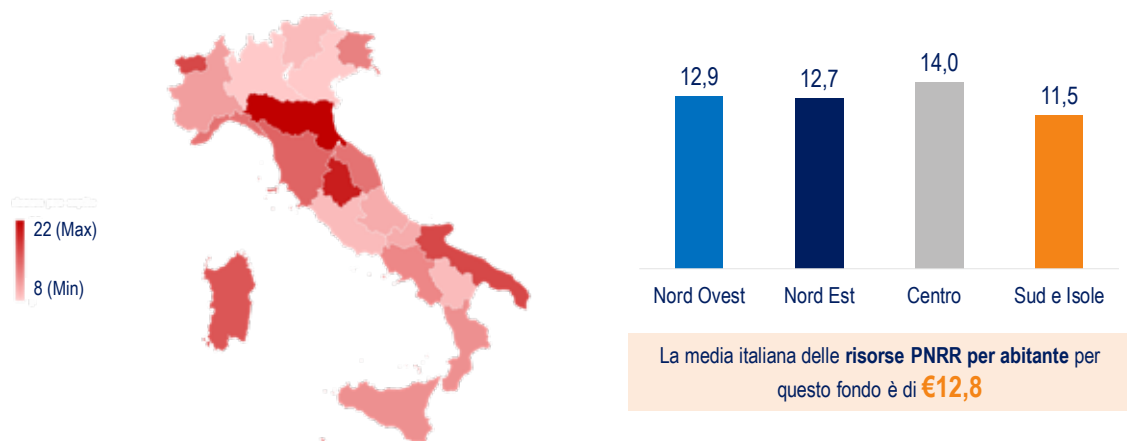 22 (Max)
8 (Min)
12,9
12,7
14,0
11,5
Nord Ovest
Nord Est
Centro
Sud e Isole
La media italiana delle risorse PNRR per abitante per
questo fondo è di €12,8